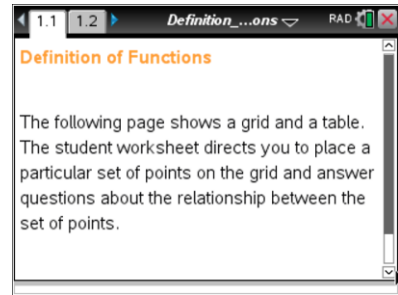 1.1 1.2 Definition_...ons RAD
Definition of Functions
The following page shows a grid and a table.
The student worksheet directs you to place a
particular set of points on the grid and answer
questions about the relationship between the
set of points.